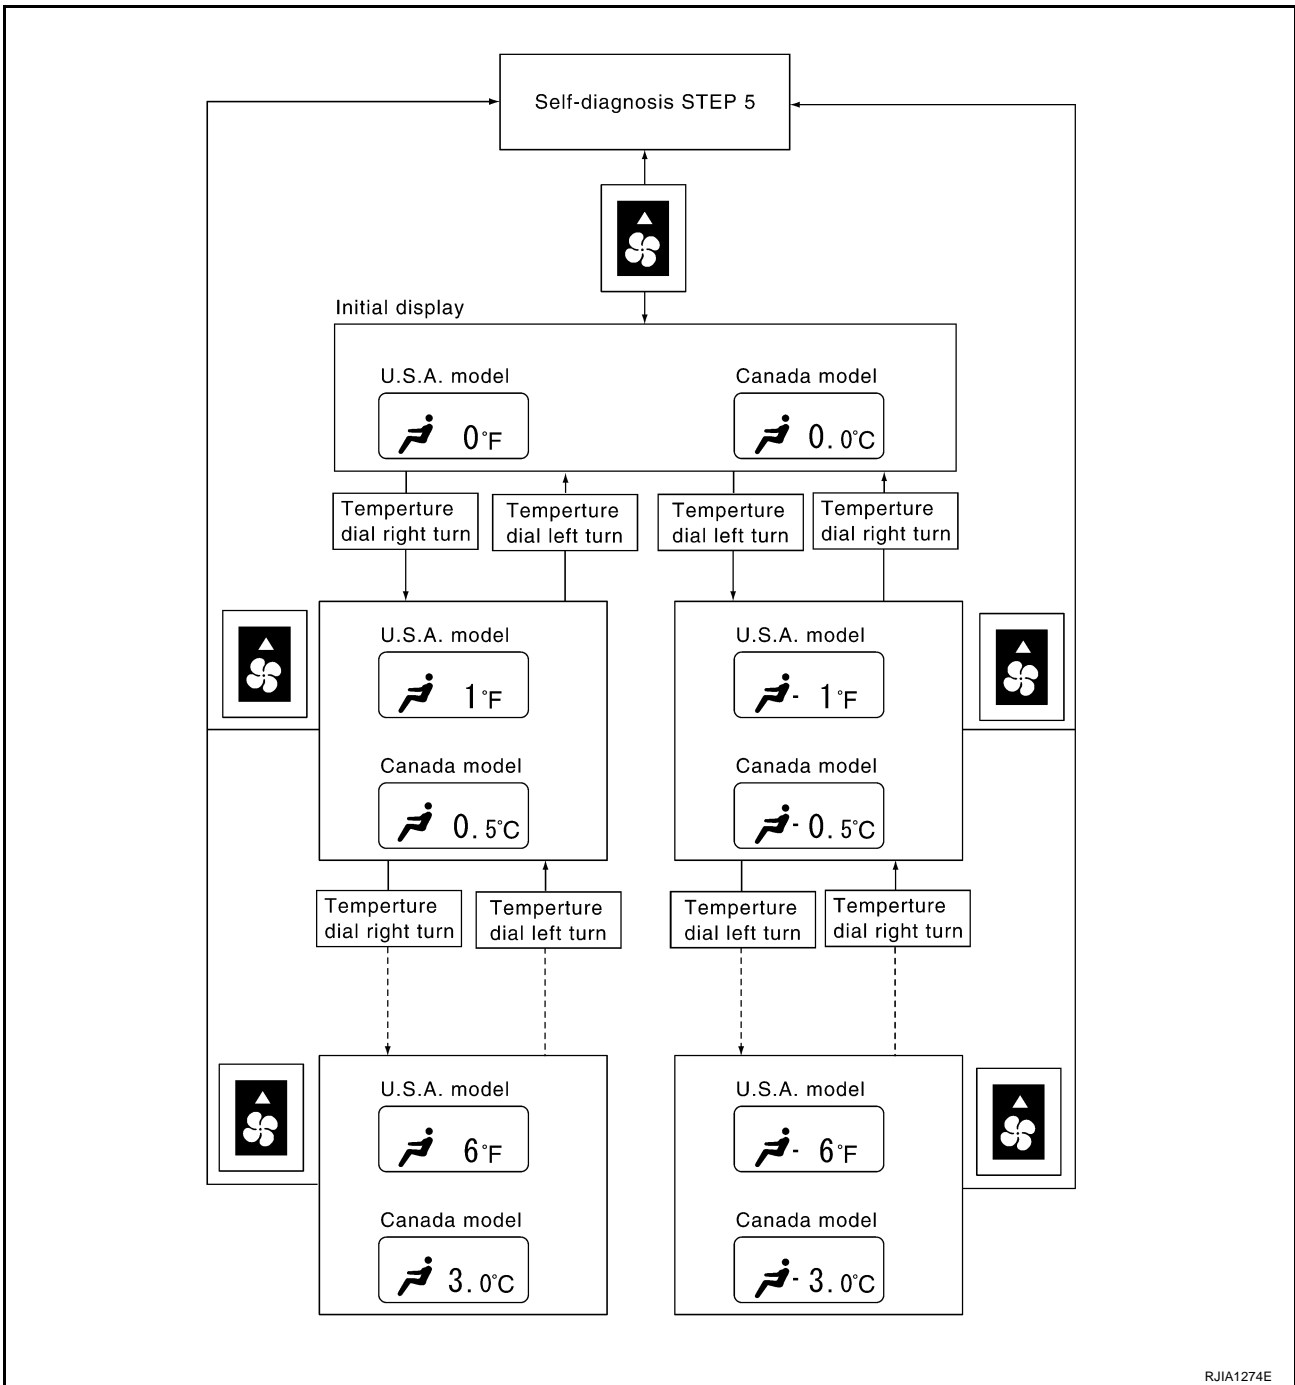 Self-diagnosis STEP 5
Initial display
U.S.A. model
Canada model
0°F
0.0°C
Temperture
dial right turn
Temperture
dial left turn
Temperture
dial left turn
Temperture
dial right turn
U.S.A. model
1°F
Canada model
0.5°C
U.S.A. model
- 1°F
Canada model
- 0.5°C
Temperture
dial right turn
Temperture
dial left turn
Temperture
dial left turn
Temperture
dial right turn
U.S.A. model
6°F
Canada model
3.0°C
U.S.A. model
- 6°F
Canada model
- 3.0°C
RJIA1274E